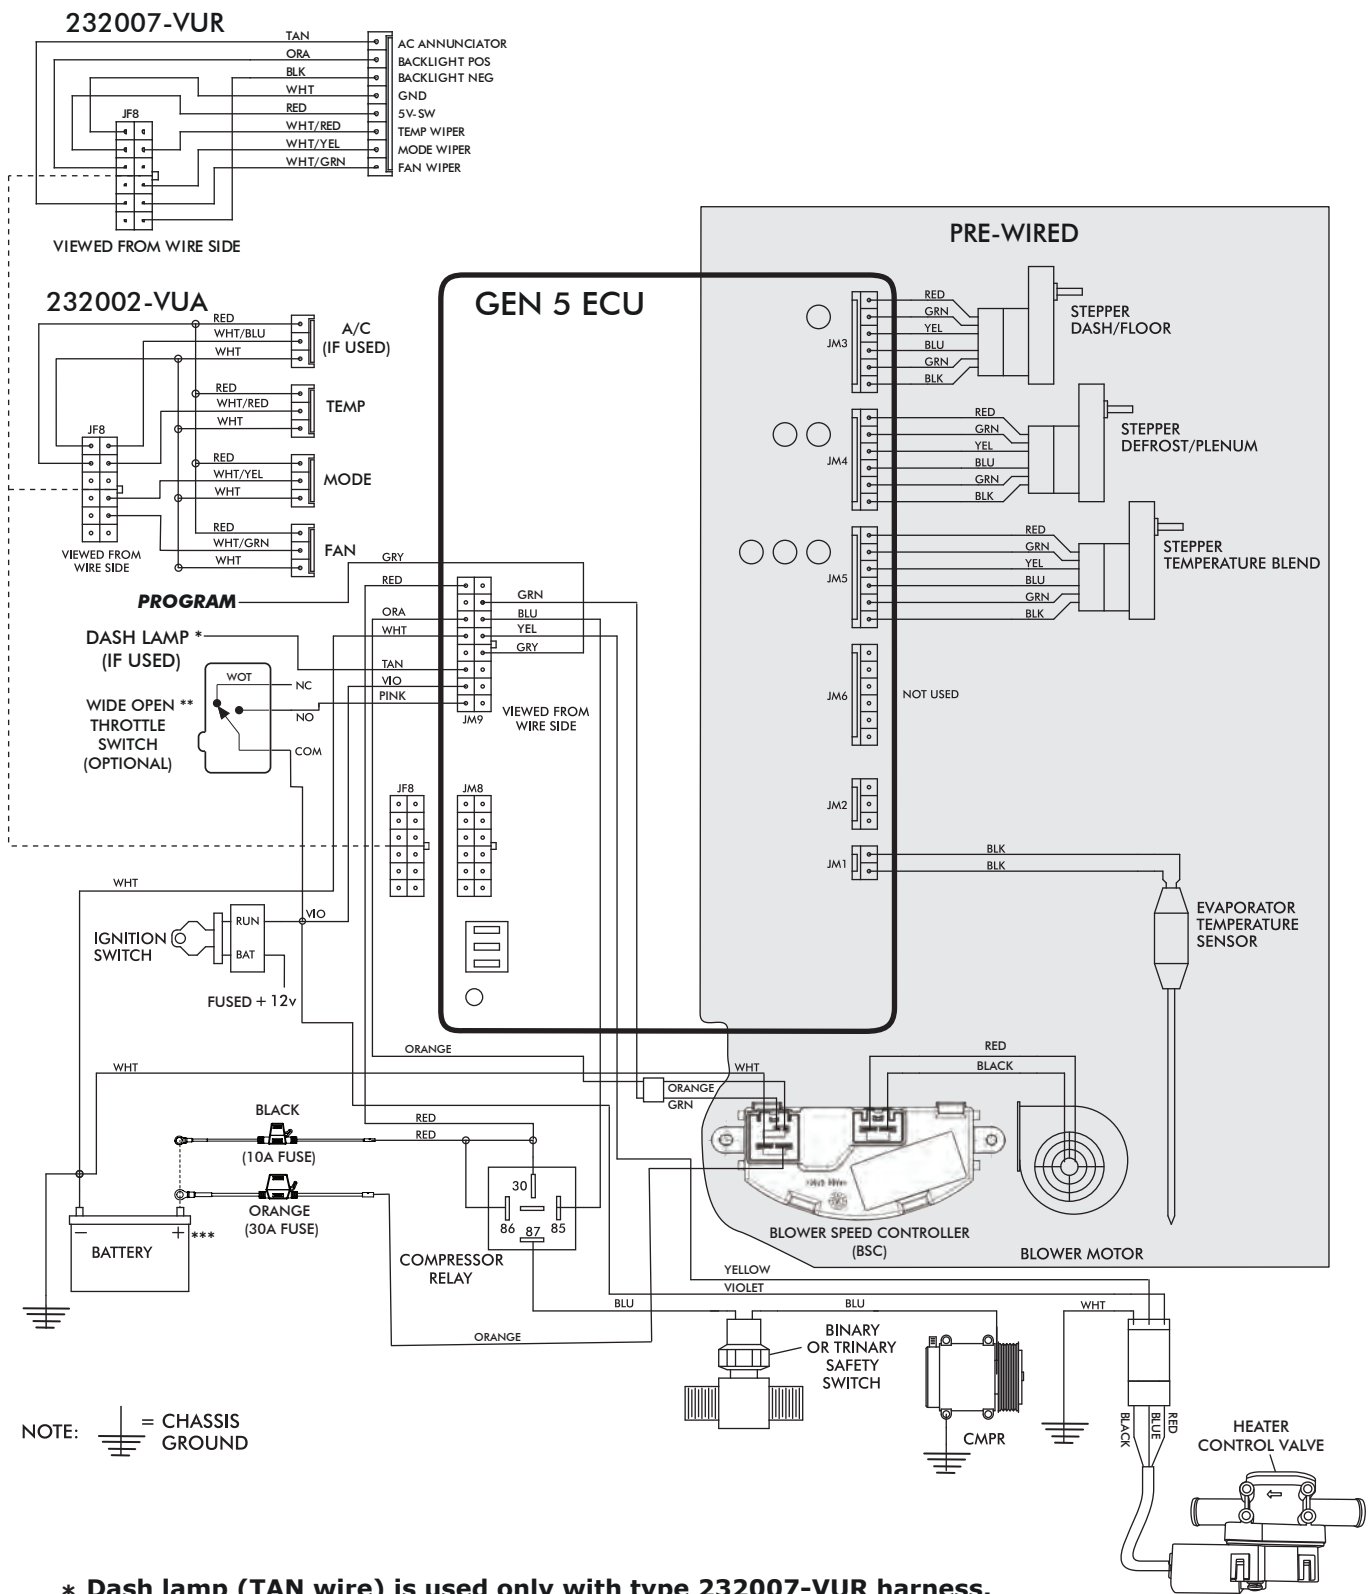 232007-VUR
TAN
ORA
BLK
WHT
RED
WHT/RED
WHT/YEL
WHT/GRN
AC ANNUNCIATOR
BACKLIGHT POS
BACKLIGHT NEG
GND
5V-SW
TEMP WIPER
MODE WIPER
FAN WIPER
JF8
VIEWED FROM WIRE SIDE
232002-VUA
RED
WHT/BLU
WHT
A/C
(IF USED)
RED
WHT/RED
WHT
TEMP
RED
WHT/YEL
WHT
MODE
RED
WHT/GRN
WHT
FAN
JF8
VIEWED FROM
WIRE SIDE
PROGRAM
DASH LAMP *
(IF USED)
WIDE OPEN **
THROTTLE
SWITCH
(OPTIONAL)
WOT
NC
NO
COM
GEN 5 ECU
GRY
RED
ORA
WHT
TAN
VIO
PINK
GRN
BLU
YEL
GRY
JM9
VIEWED FROM
WIRE SIDE
JF8
JM8
PRE-WIRED
JM3
RED
GRN
YEL
BLU
GRN
BLK
STEPPER
DASH/FLOOR
JM4
RED
GRN
YEL
BLU
GRN
BLK
STEPPER
DEFROST/PLENUM
JM5
RED
GRN
YEL
BLU
GRN
BLK
STEPPER
TEMPERATURE BLEND
JM6
NOT USED
JM2
JM1
BLK
BLK
EVAPORATOR
TEMPERATURE
SENSOR
WHT
IGNITION
SWITCH
RUN
BAT
VIO
FUSED + 12v
ORANGE
WHT
WHT
ORANGE
GRN
RED
BLACK
BLACK
(10A FUSE)
RED
RED
ORANGE
(30A FUSE)
BATTERY
−
+
***
30
86
87
85
COMPRESSOR
RELAY
BLOWER SPEED CONTROLLER
(BSC)
BLOWER MOTOR
YELLOW
VIOLET
BLU
BLU
ORANGE
WHT
BINARY
OR TRINARY
SAFETY
SWITCH
CMPR
BLACK
BLUE
RED
HEATER
CONTROL VALVE
NOTE:
= CHASSIS
GROUND
* Dash lamp (TAN wire) is used only with type 232007-VUR harness.